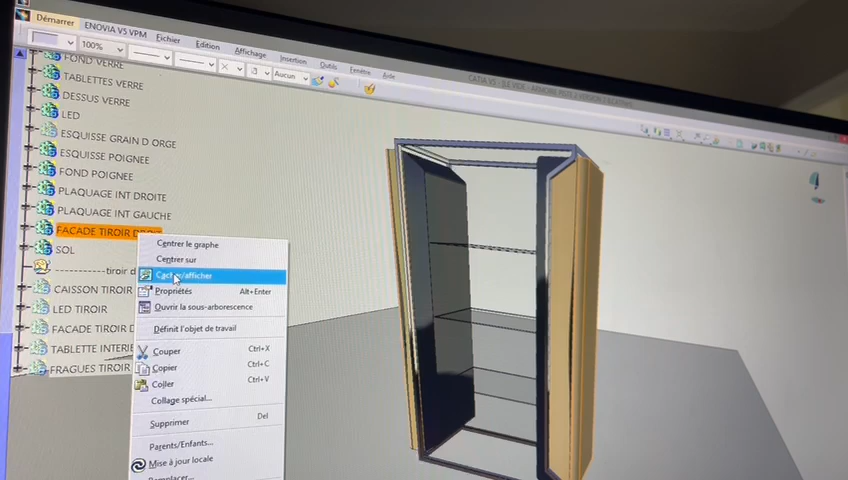 Démarrer ENOVIA V5 VPM Fichier Edition Affichage Insertion Outils Fenêtre Aide
100% Aucun
FOND VERRE
TABLETTES VERRE
DESSUS VERRE
LED
ESQUISSE GRAIN D ORGE
ESQUISSE POIGNEE
FOND POIGNEE
PLAQUAGE INT DROITE
PLAQUAGE INT GAUCHE
FACADE TIROIR
SOL
tiroir d
CAISSON TIROIR
LED TIROIR
FACADE TIROIR D
TABLETTE INTERIE
FRAGUES TIROIR
Centrer le graphe
Centrer sur
Cacher/afficher
Propriétés Alt+Enter
Ouvrir la sous-arborescence
Définit l'objet de travail
Couper Ctrl+X
Copier Ctrl+C
Coller Ctrl+V
Collage spécial...
Supprimer Del
Parents/Enfants...
Mise à jour locale
Remplacer...